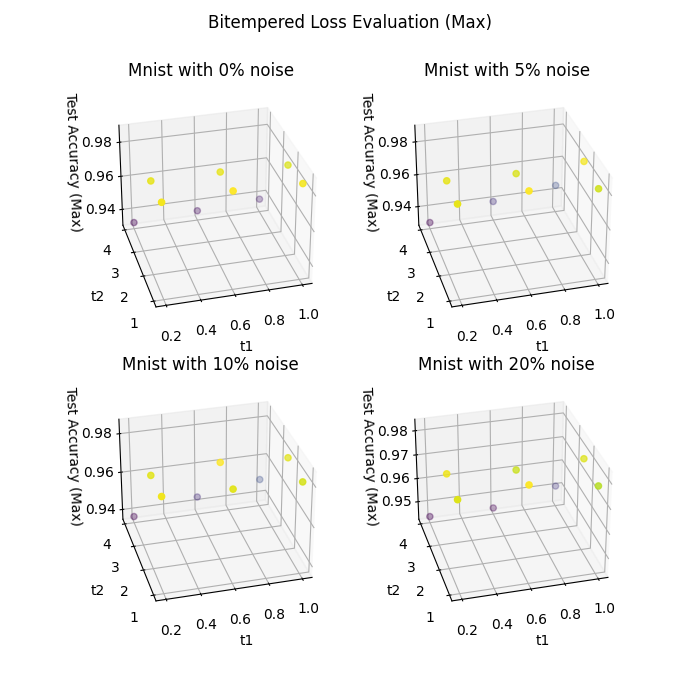 Bitempered Loss Evaluation (Max)
Mnist with 0% noise
Test Accuracy (Max)
0.98
0.96
0.94
4
3
2
1
t2
0.2
0.4
0.6
0.8
1.0
t1
Mnist with 5% noise
Test Accuracy (Max)
0.98
0.96
0.94
4
3
2
1
t2
0.2
0.4
0.6
0.8
1.0
t1
Mnist with 10% noise
Test Accuracy (Max)
0.98
0.96
0.94
4
3
2
1
t2
0.2
0.4
0.6
0.8
1.0
t1
Mnist with 20% noise
Test Accuracy (Max)
0.98
0.97
0.96
0.95
4
3
2
1
t2
0.2
0.4
0.6
0.8
1.0
t1